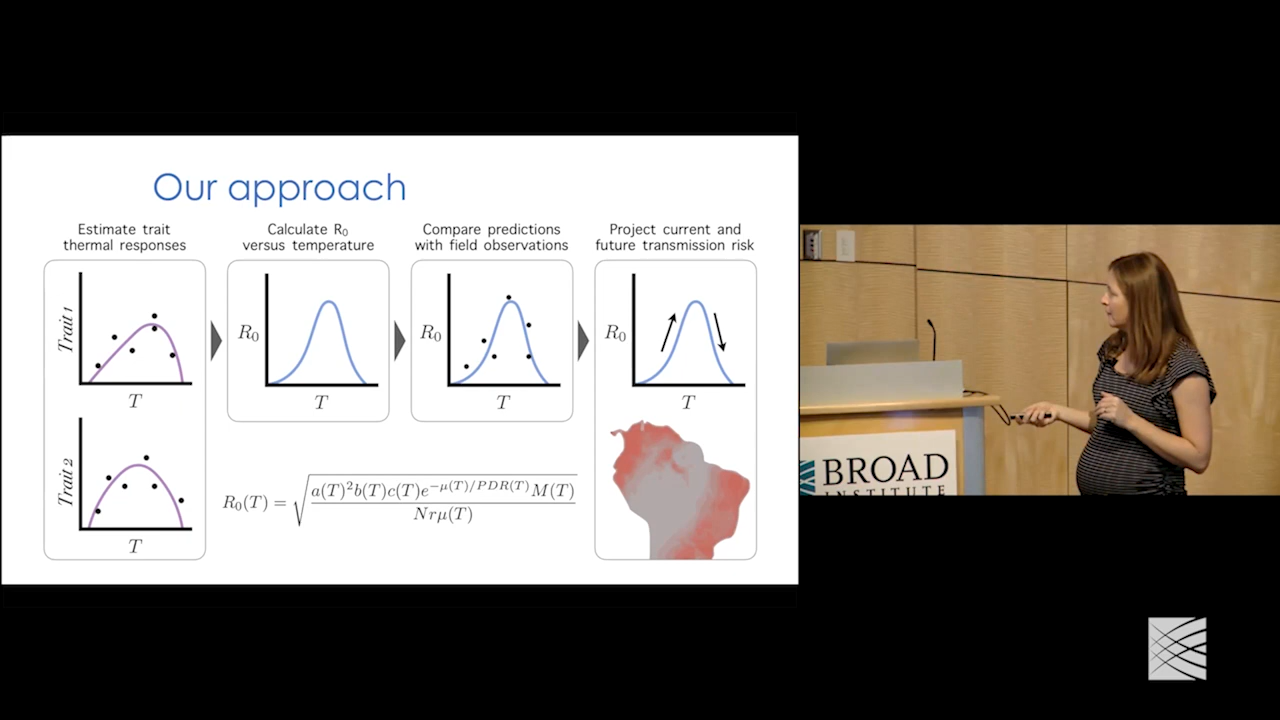 Our approach
Estimate trait
thermal responses
Calculate R₀
versus temperature
Compare predictions
with field observations
Project current and
future transmission risk
Trait 1
T
Trait 2
T
R₀
T
R₀
T
R₀
T
R₀(T) = √(a(T)²b(T)c(T)e^(−μ(T)/PDR(T))M(T) / Nrμ(T))
BROAD
INSTITUTE